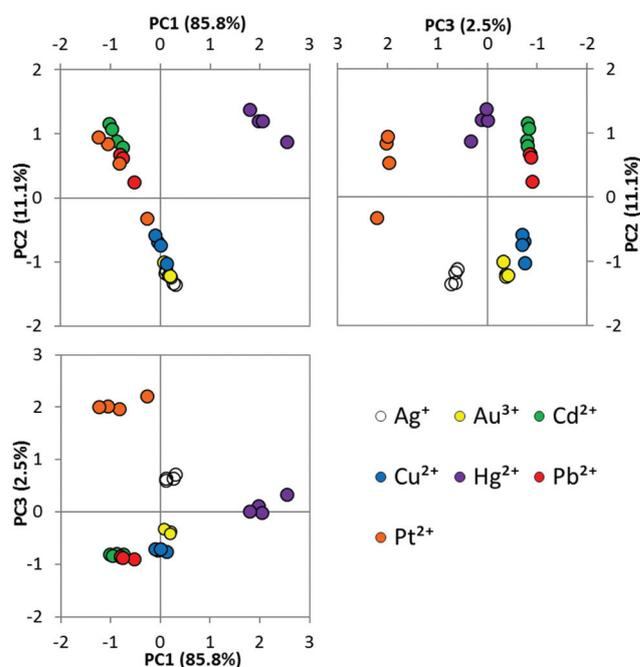 PC1 (85.8%)
-2 -1 0 1 2 3
PC3 (2.5%)
3 2 1 0 -1 -2
2
1
0
-1
-2
PC2 (11.1%)
2
1
0
-1
-2
PC2 (11.1%)
3
2
1
0
-1
-2
PC3 (2.5%)
-2 -1 0 1 2 3
PC1 (85.8%)
Ag⁺ Au³⁺ Cd²⁺
Cu²⁺ Hg²⁺ Pb²⁺
Pt²⁺